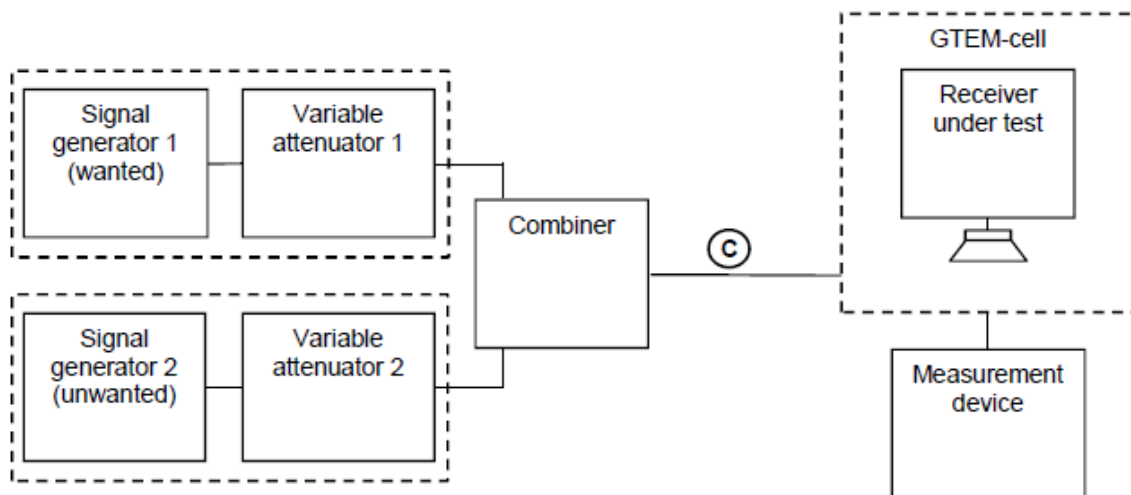 GTEM-cell
Signal
generator 1
(wanted)
Variable
attenuator 1
Receiver
under test
Combiner
C
Signal
generator 2
(unwanted)
Variable
attenuator 2
Measurement
device